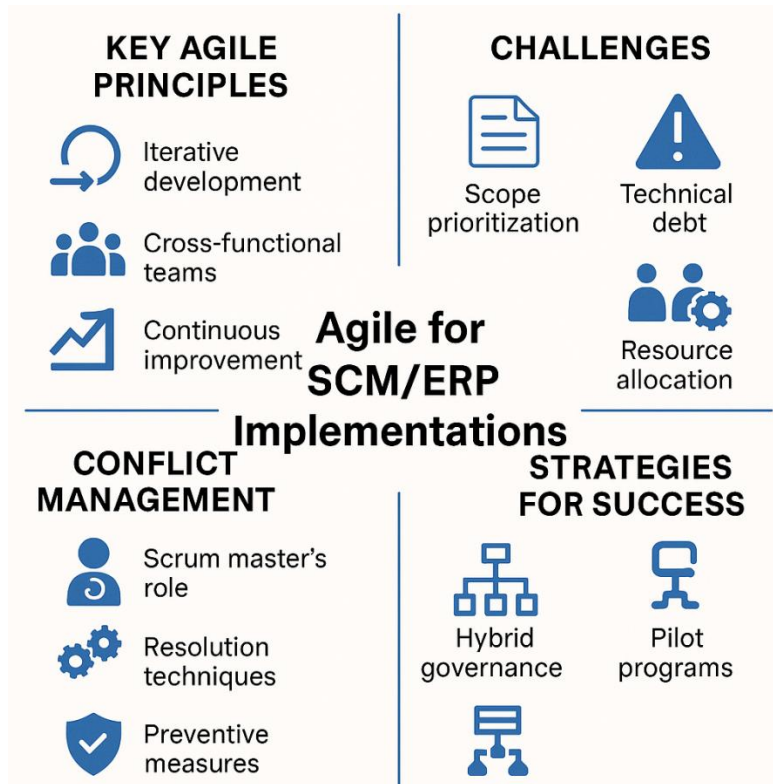 KEY AGILE
PRINCIPLES
Iterative
development
Cross-functional
teams
Continuous
improvement
CHALLENGES
Scope
prioritization
Technical
debt
Resource
allocation
Agile for
SCM/ERP
Implementations
CONFLICT
MANAGEMENT
Scrum master’s
role
Resolution
techniques
Preventive
measures
STRATEGIES
FOR SUCCESS
Hybrid
governance
Pilot
programs